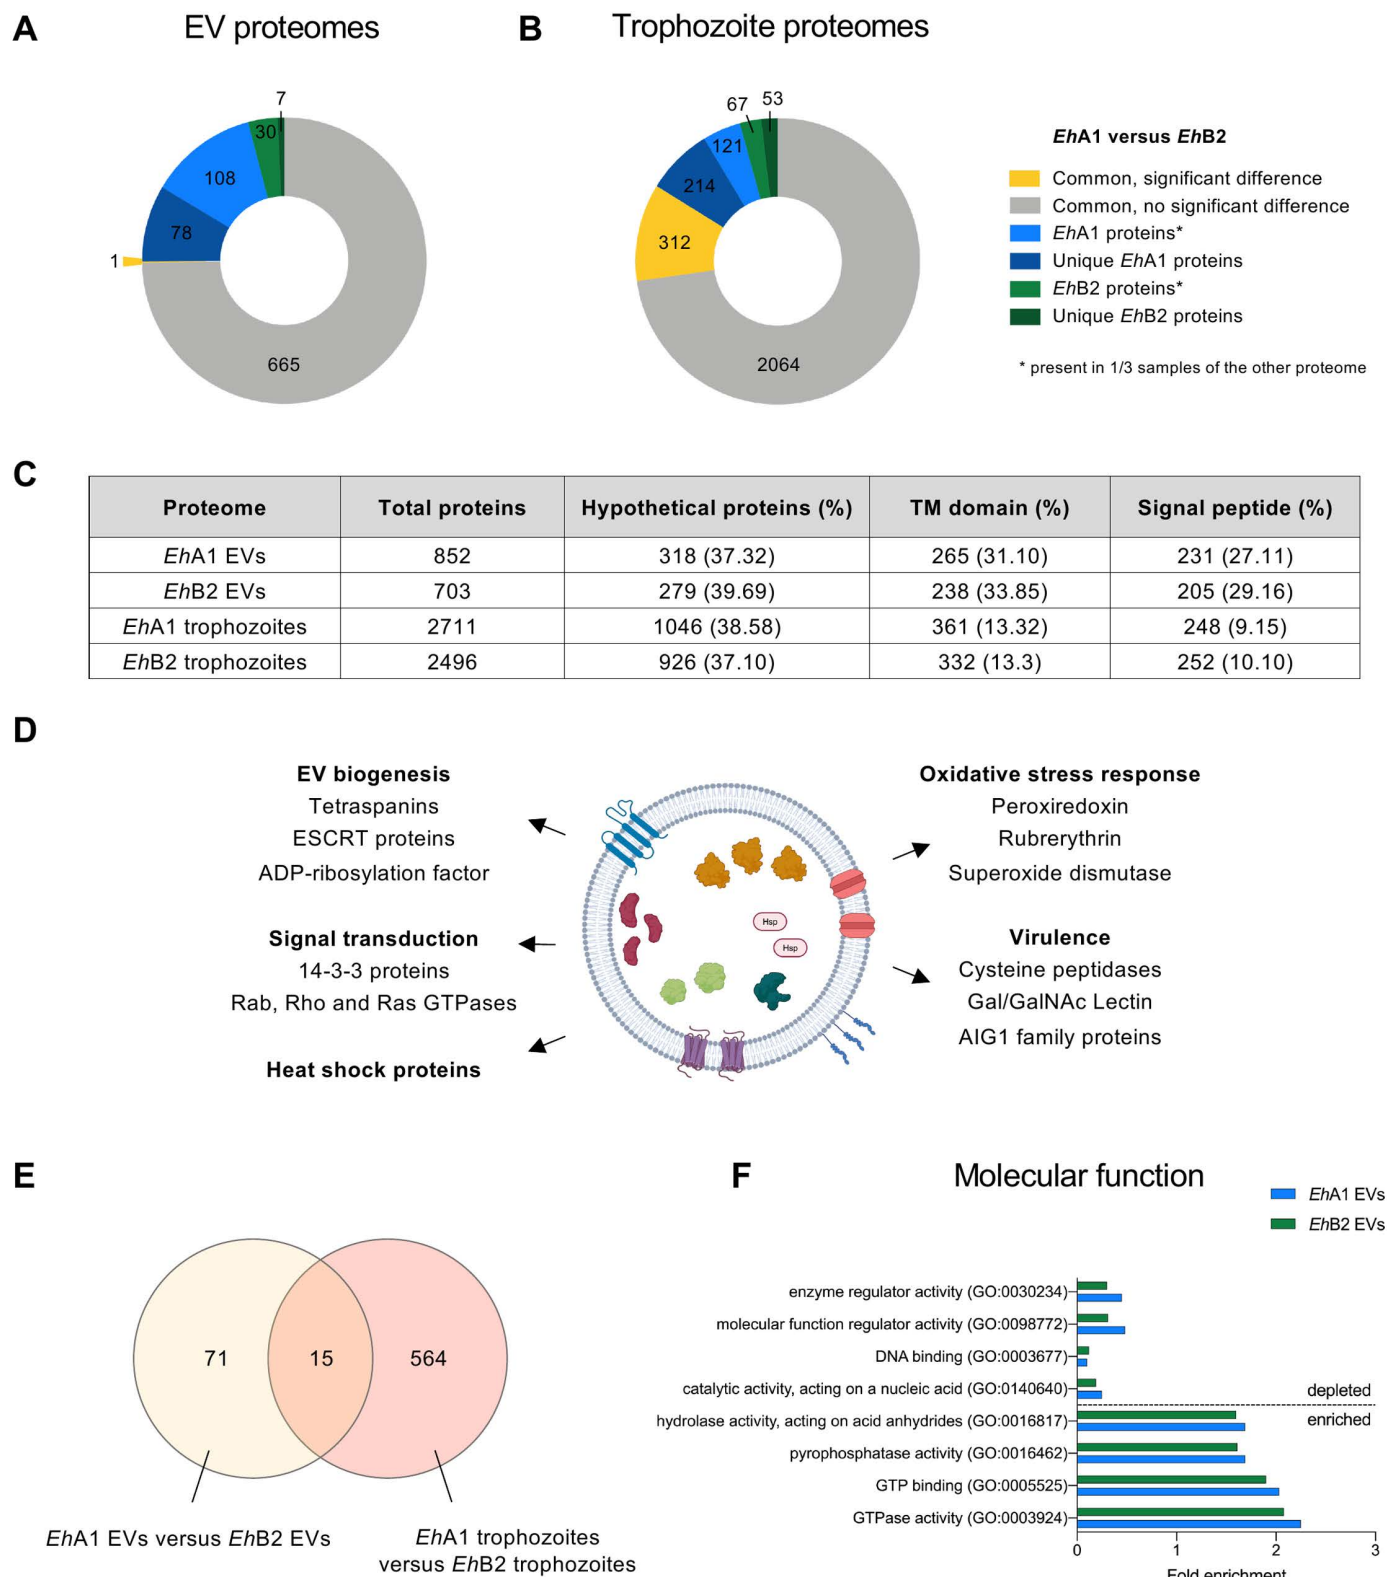 A
EV proteomes
7
30
108
78
1
665
B
Trophozoite proteomes
67
53
121
214
312
2064
EhA1 versus EhB2
Common, significant difference
Common, no significant difference
EhA1 proteins*
Unique EhA1 proteins
EhB2 proteins*
Unique EhB2 proteins
* present in 1/3 samples of the other proteome
C
Proteome Total proteins Hypothetical proteins (%) TM domain (%) Signal peptide (%)
EhA1 EVs 852 318 (37.32) 265 (31.10) 231 (27.11)
EhB2 EVs 703 279 (39.69) 238 (33.85) 205 (29.16)
EhA1 trophozoites 2711 1046 (38.58) 361 (13.32) 248 (9.15)
EhB2 trophozoites 2496 926 (37.10) 332 (13.3) 252 (10.10)
D
EV biogenesis
Tetraspanins
ESCRT proteins
ADP-ribosylation factor
Signal transduction
14-3-3 proteins
Rab, Rho and Ras GTPases
Heat shock proteins
Hsp
Hsp
Oxidative stress response
Peroxiredoxin
Rubrerythrin
Superoxide dismutase
Virulence
Cysteine peptidases
Gal/GalNAc Lectin
AIG1 family proteins
E
71
15
564
EhA1 EVs versus EhB2 EVs
EhA1 trophozoites
versus EhB2 trophozoites
F
Molecular function
EhA1 EVs
EhB2 EVs
enzyme regulator activity (GO:0030234)
molecular function regulator activity (GO:0098772)
DNA binding (GO:0003677)
catalytic activity, acting on a nucleic acid (GO:0140640)
depleted
enriched
hydrolase activity, acting on acid anhydrides (GO:0016817)
pyrophosphatase activity (GO:0016462)
GTP binding (GO:0005525)
GTPase activity (GO:0003924)
0 1 2 3
Fold enrichment